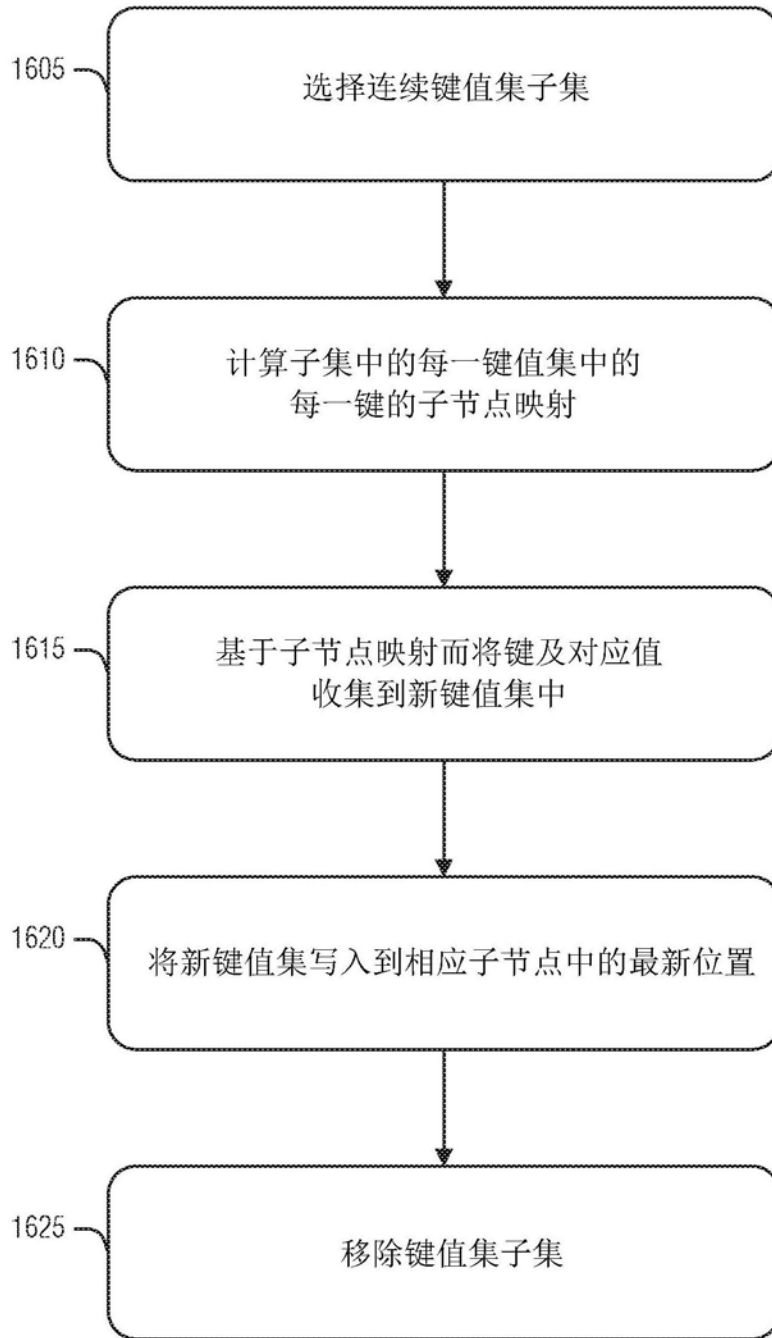 1605
选择连续键值集子集
1610
计算子集中的每一键值集中的
每一键的子节点映射
1615
基于子节点映射而将键及对应值
收集到新键值集中
1620
将新键值集写入到相应子节点中的最新位置
1625
移除键值集子集